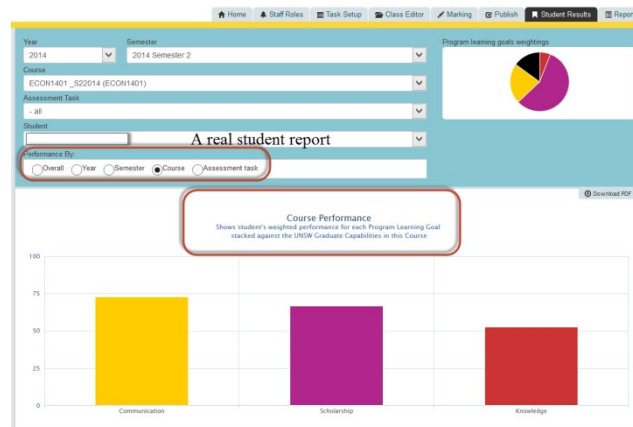 Home Staff Roles Task Setup Class Editor Marking Publish Student Results Repor
Year Semester Program learning goals weightings
2014 2014 Semester 2
Course
ECON1401 _S22014 (ECON1401)
Assessment Task
- all
Student
A real student report
Performance By:
Overall Year Semester Course Assessment task
Download PDF
Course Performance
Shows student's weighted performance for each Program Learning Goal
stacked against the UNSW Graduate Capabilities in this Course
100
75
50
25
0
Communication Scholarship Knowledge